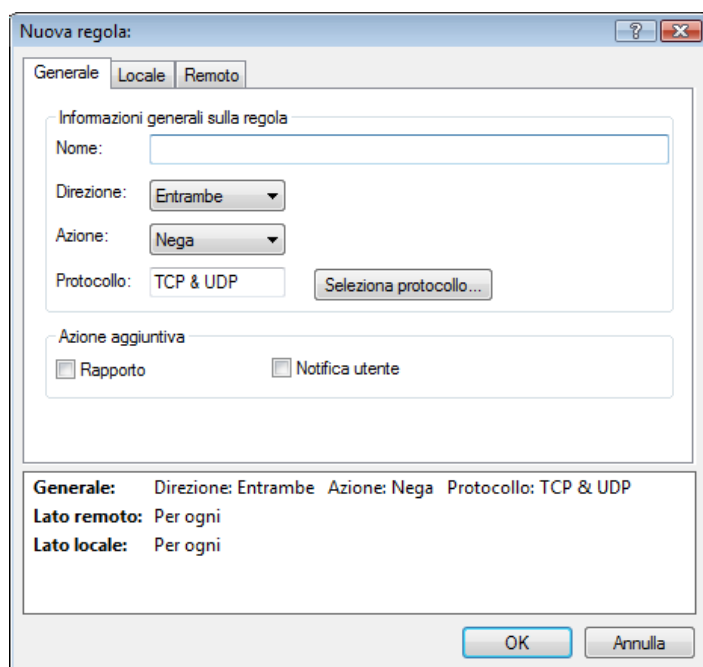 Nuova regola:
Generale Locale Remoto
Informazioni generali sulla regola
Nome:
Direzione: Entrambe
Azione: Nega
Protocollo: TCP & UDP Seleziona protocollo...
Azione aggiuntiva
Rapporto Notifica utente
Generale: Direzione: Entrambe Azione: Nega Protocollo: TCP & UDP
Lato remoto: Per ogni
Lato locale: Per ogni
OK Annulla